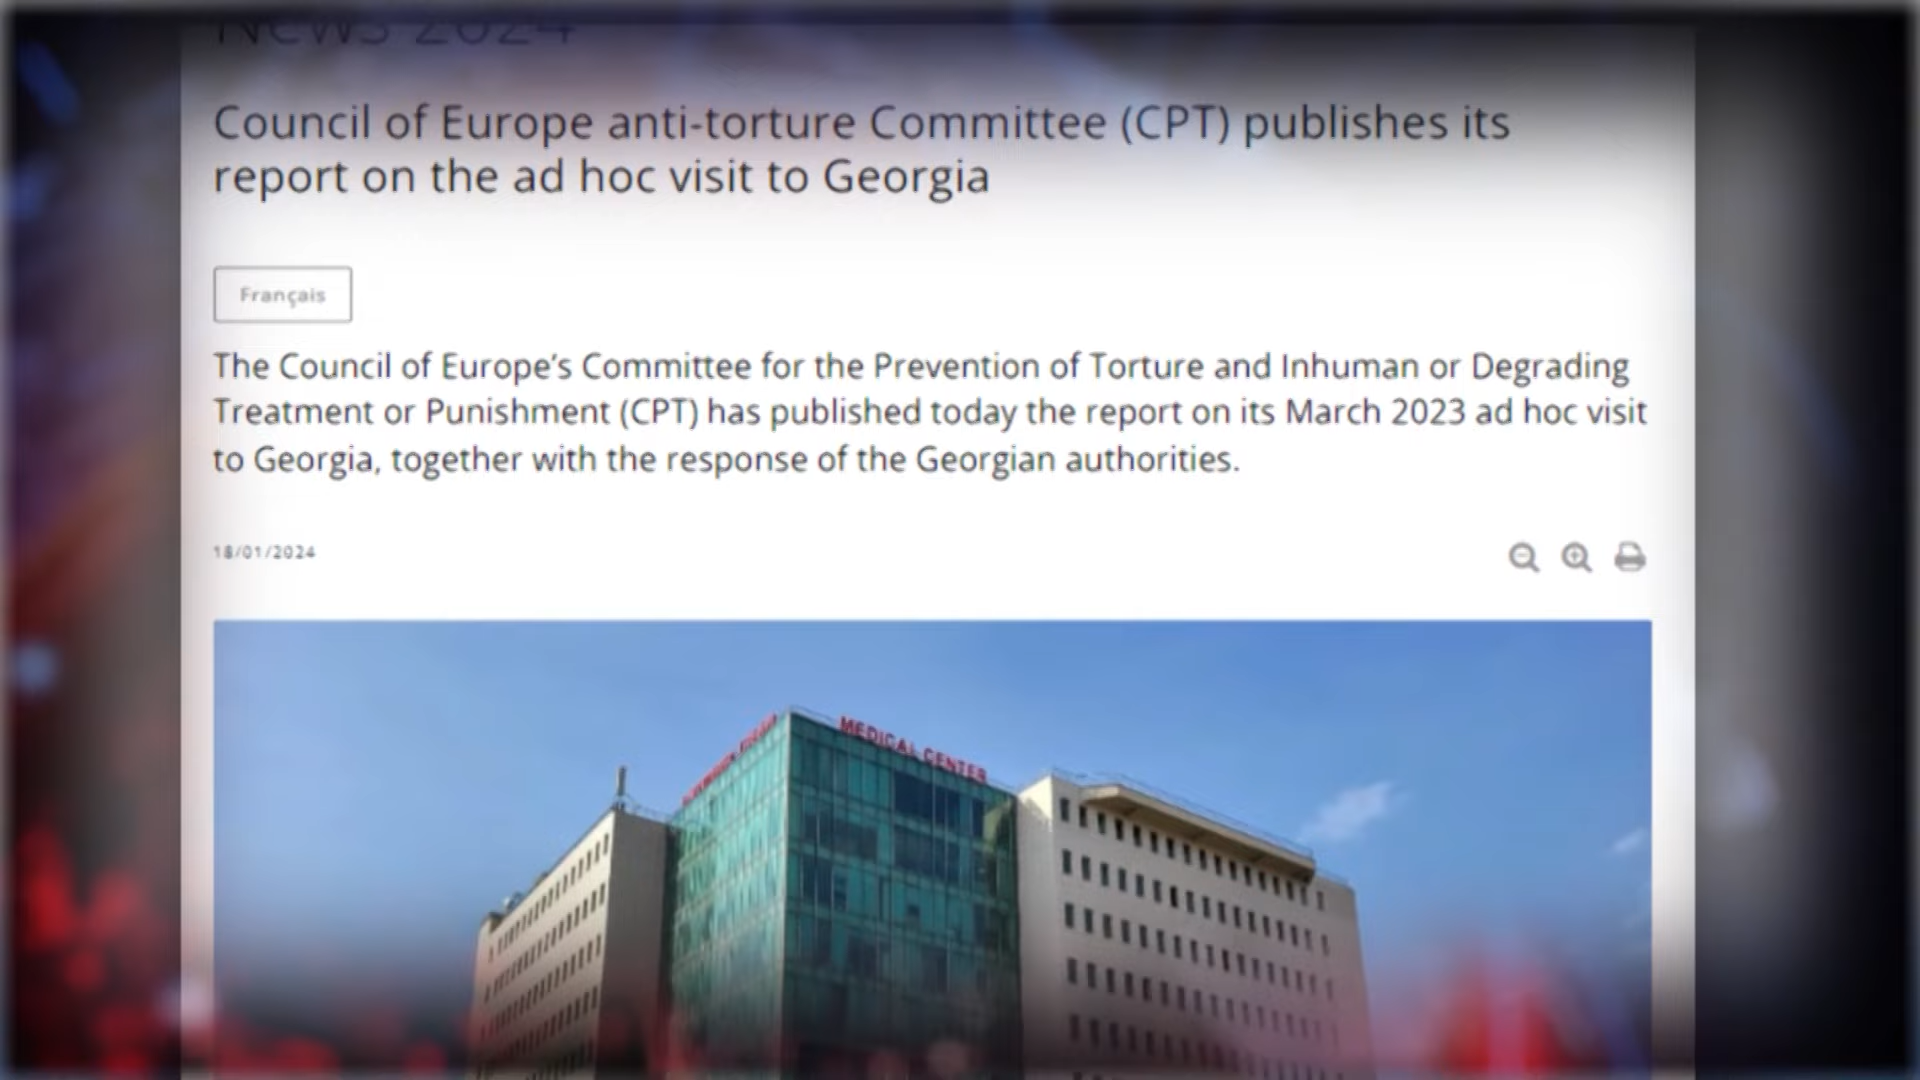 News 2024
Council of Europe anti-torture Committee (CPT) publishes its
report on the ad hoc visit to Georgia
Français
The Council of Europe’s Committee for the Prevention of Torture and Inhuman or Degrading
Treatment or Punishment (CPT) has published today the report on its March 2023 ad hoc visit
to Georgia, together with the response of the Georgian authorities.
18/01/2024
MEDICAL CENTER